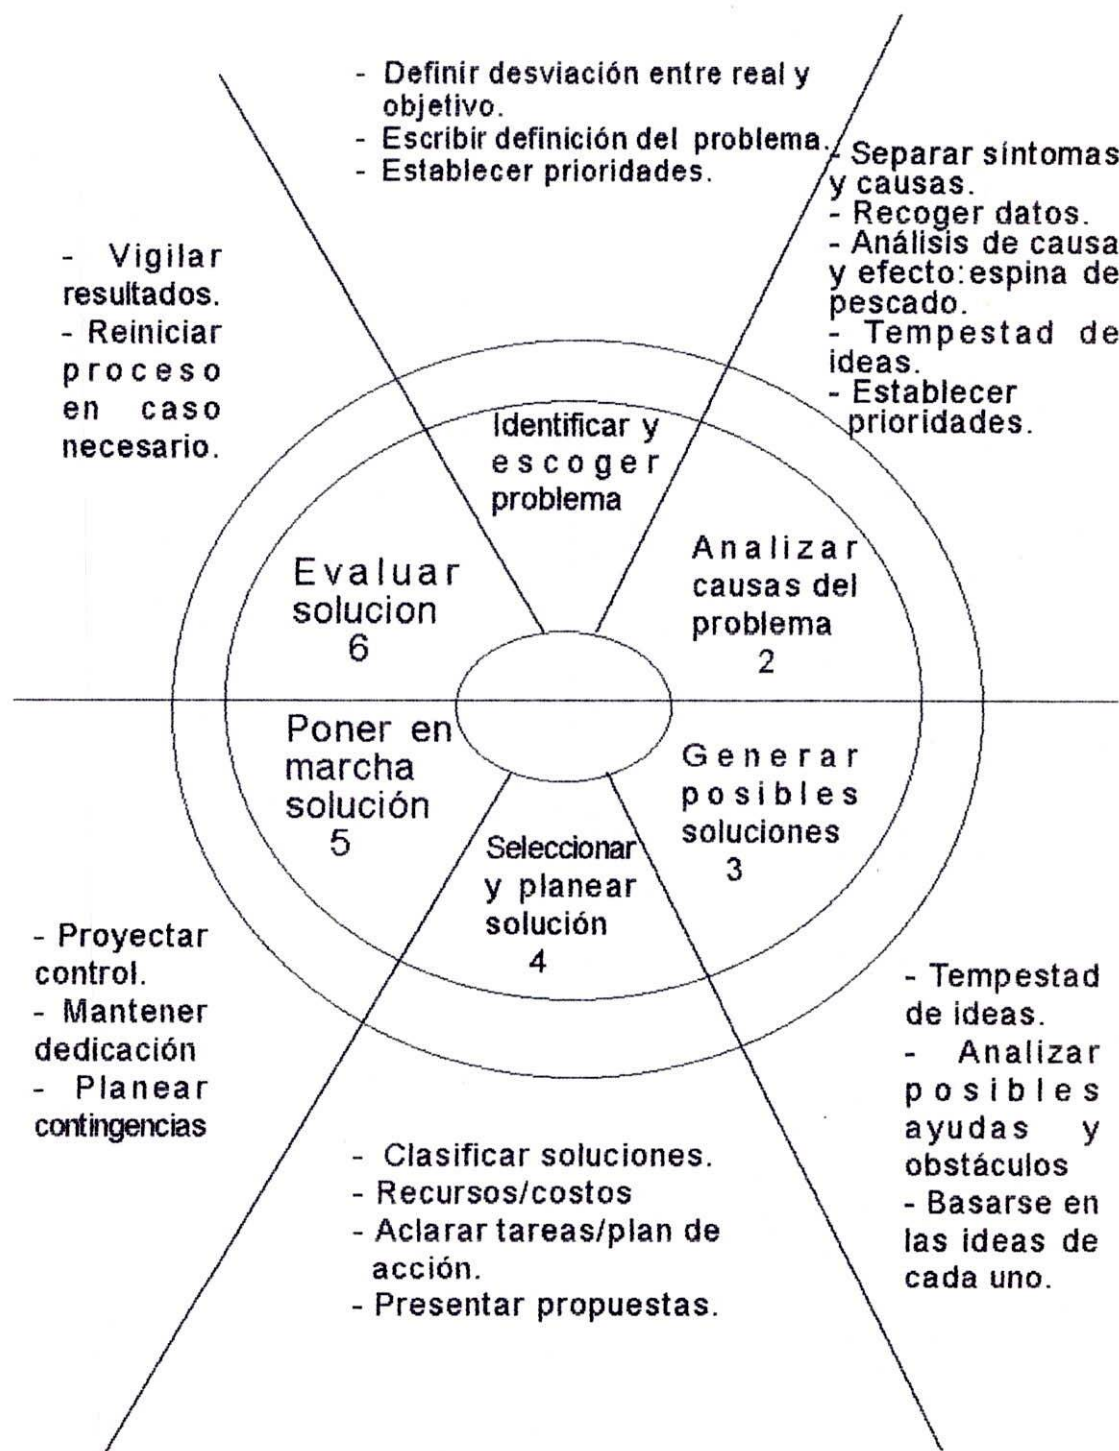 - Definir desviación entre real y
objetivo.
- Escribir definición del problema.
- Establecer prioridades.
- Separar síntomas
y causas.
- Recoger datos.
- Análisis de causa
y efecto:espina de
pescado.
- Tempestad de
ideas.
- Establecer
prioridades.
- Vigilar
resultados.
- Reiniciar
proceso
en caso
necesario.
Identificar y
escoger
problema
Analizar
causas del
problema
2
Generar
posibles
soluciones
3
Seleccionar
y planear
solución
4
Poner en
marcha
solución
5
Evaluar
solucion
6
- Tempestad
de ideas.
- Analizar
posibles
ayudas y
obstáculos
- Basarse en
las ideas de
cada uno.
- Clasificar soluciones.
- Recursos/costos
- Aclarar tareas/plan de
acción.
- Presentar propuestas.
- Proyectar
control.
- Mantener
dedicación
- Planear
contingencias